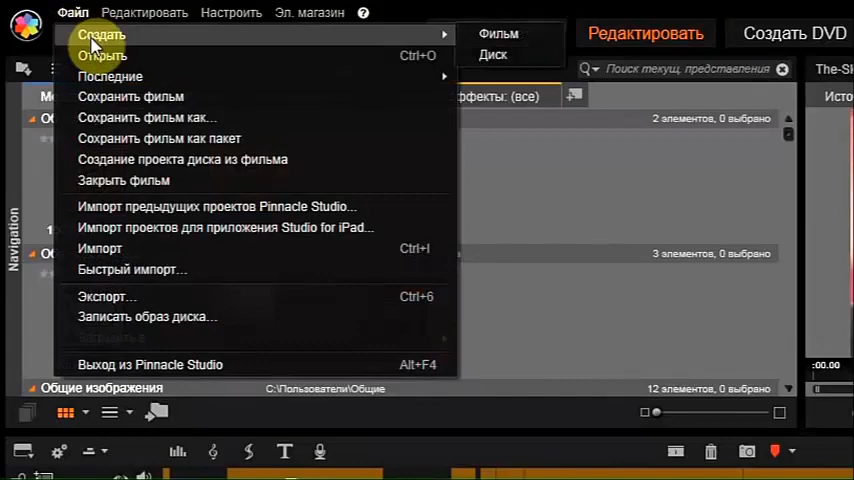 Файл Редактировать Настроить Эл. магазин ?
Создать
Фильм
Редактировать
Создать DVD
Открыть Ctrl+O
Диск
Последние
Поиск текущ. представления
The-Sk
Сохранить фильм
эффекты: (все)
Исто
Сохранить фильм как...
2 элементов, 0 выбрано
Сохранить фильм как пакет
Создание проекта диска из фильма
Закрыть фильм
Импорт предыдущих проектов Pinnacle Studio...
Импорт проектов для приложения Studio for iPad...
Navigation
Импорт Ctrl+I
3 элементов, 0 выбрано
Быстрый импорт...
Экспорт... Ctrl+6
Записать образ диска...
Выход из Pinnacle Studio Alt+F4
:00.00
Общие изображения C:\Пользователи\Общие 12 элементов, 0 выбрано